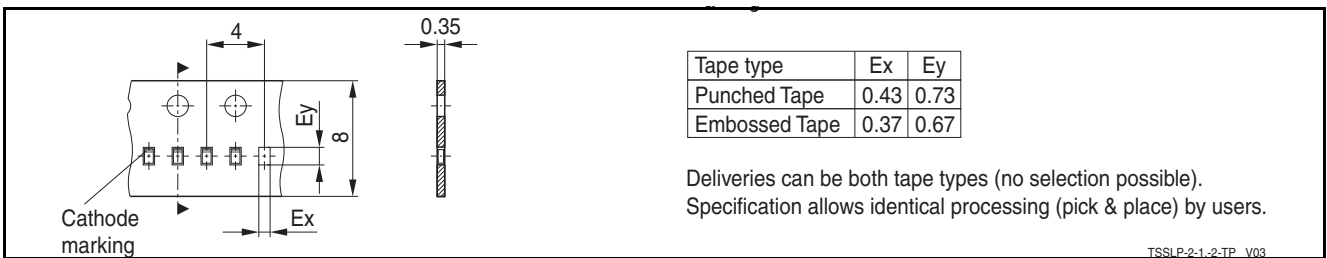 4
0.35
Ey
8
Ex
Cathode
marking
Tape type Ex Ey
Punched Tape 0.43 0.73
Embossed Tape 0.37 0.67
Deliveries can be both tape types (no selection possible).
Specification allows identical processing (pick & place) by users.
TSSLP-2-1,-2-TP V03